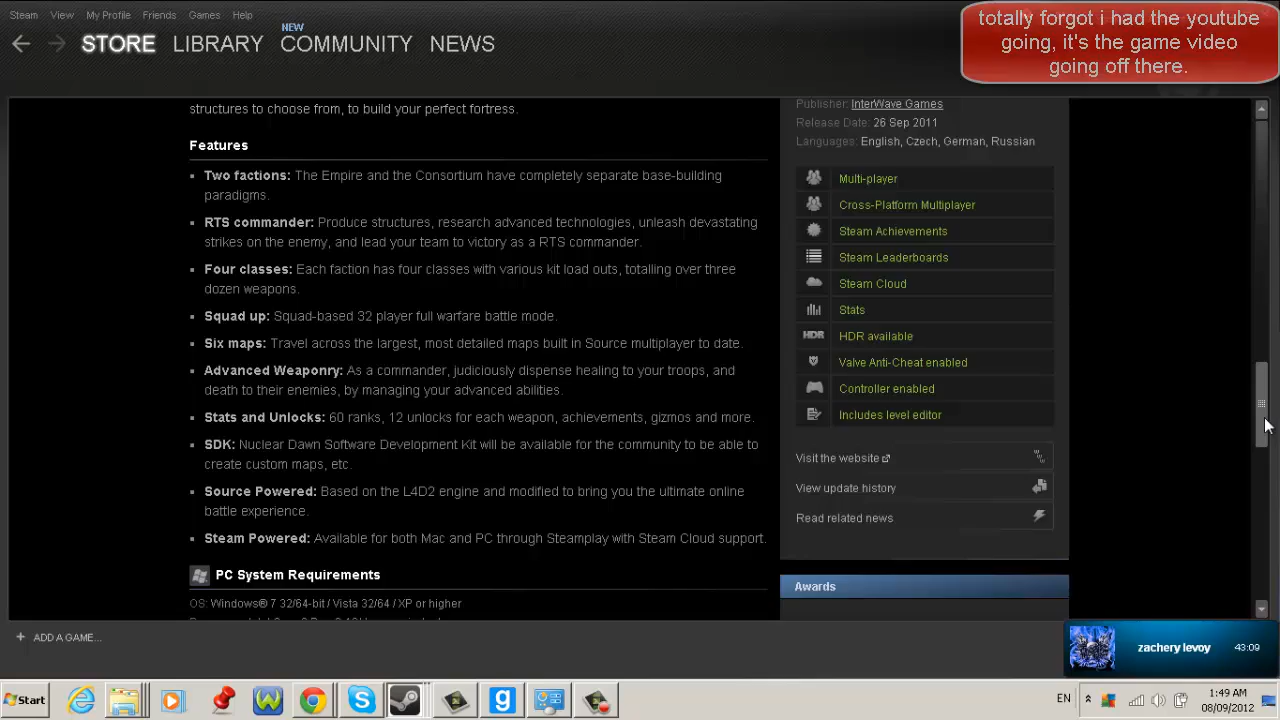 Steam View My Profile Friends Games Help
totally forgot i had the youtube
going, it's the game video
going off there.
NEW
STORE LIBRARY COMMUNITY NEWS
structures to choose from, to build your perfect fortress.
Features
Two factions: The Empire and the Consortium have completely separate base-building
paradigms.
RTS commander: Produce structures, research advanced technologies, unleash devastating
strikes on the enemy, and lead your team to victory as a RTS commander.
Four classes: Each faction has four classes with various kit load outs, totalling over three
dozen weapons.
Squad up: Squad-based 32 player full warfare battle mode.
Six maps: Travel across the largest, most detailed maps built in Source multiplayer to date.
Advanced Weaponry: As a commander, judiciously dispense healing to your troops, and
death to their enemies, by managing your advanced abilities.
Stats and Unlocks: 60 ranks, 12 unlocks for each weapon, achievements, gizmos and more.
SDK: Nuclear Dawn Software Development Kit will be available for the community to be able to
create custom maps, etc.
Source Powered: Based on the L4D2 engine and modified to bring you the ultimate online
battle experience.
Steam Powered: Available for both Mac and PC through Steamplay with Steam Cloud support.
PC System Requirements
OS: Windows® 7 32/64-bit / Vista 32/64 / XP or higher
Publisher: InterWave Games
Release Date: 26 Sep 2011
Languages: English, Czech, German, Russian
Multi-player
Cross-Platform Multiplayer
Steam Achievements
Steam Leaderboards
Steam Cloud
Stats
HDR HDR available
Valve Anti-Cheat enabled
Controller enabled
Includes level editor
Visit the website
View update history
Read related news
Awards
+ ADD A GAME...
zachery levoy 43:09
Start
EN
1:49 AM
08/09/2012